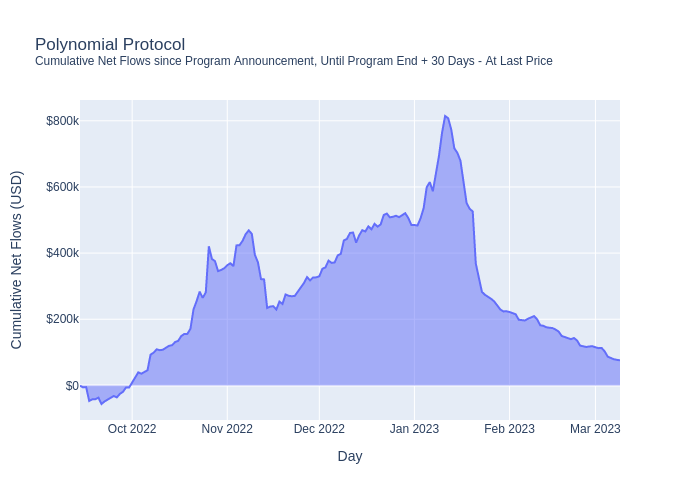 Polynomial Protocol
Cumulative Net Flows since Program Announcement, Until Program End + 30 Days - At Last Price
Cumulative Net Flows (USD)
$800k
$600k
$400k
$200k
$0
Oct 2022
Nov 2022
Dec 2022
Jan 2023
Feb 2023
Mar 2023
Day